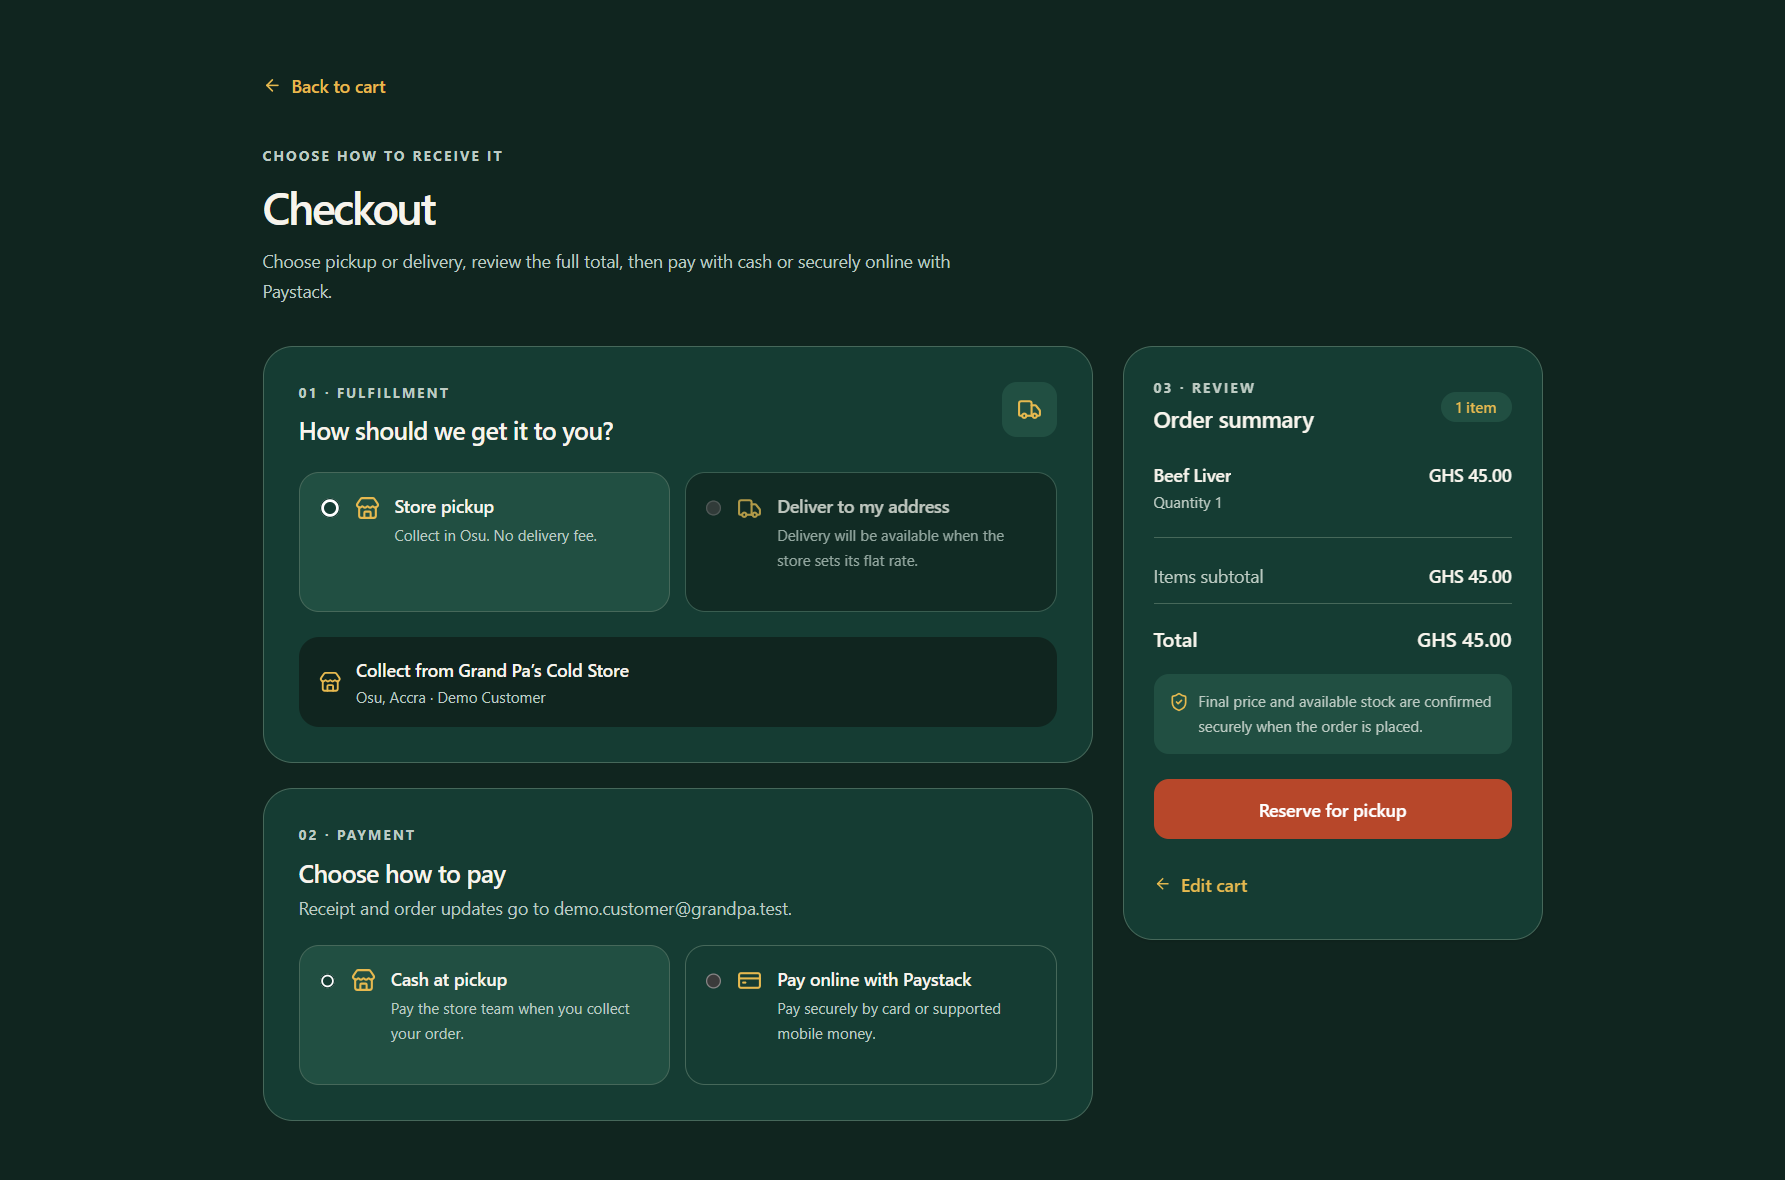 Back to cart
CHOOSE HOW TO RECEIVE IT
Checkout
Choose pickup or delivery, review the full total, then pay with cash or securely online with
Paystack.
01 · FULFILLMENT
How should we get it to you?
Store pickup
Collect in Osu. No delivery fee.
Deliver to my address
Delivery will be available when the
store sets its flat rate.
Collect from Grand Pa’s Cold Store
Osu, Accra · Demo Customer
02 · PAYMENT
Choose how to pay
Receipt and order updates go to demo.customer@grandpa.test.
Cash at pickup
Pay the store team when you collect
your order.
Pay online with Paystack
Pay securely by card or supported
mobile money.
03 · REVIEW
Order summary
1 item
Beef Liver GHS 45.00
Quantity 1
Items subtotal GHS 45.00
Total GHS 45.00
Final price and available stock are confirmed
securely when the order is placed.
Reserve for pickup
Edit cart